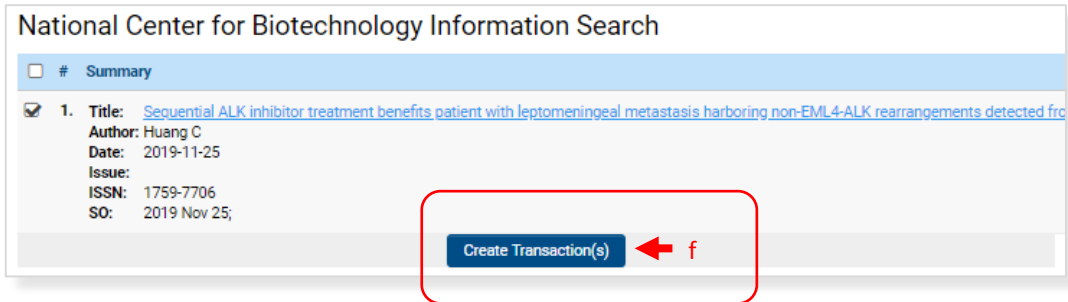 National Center for Biotechnology Information Search
# Summary
1. Title: Sequential ALK inhibitor treatment benefits patient with leptomeningeal metastasis harboring non-EML4-ALK rearrangements detected
Author: Huang C
Date: 2019-11-25
Issue:
ISSN: 1759-7706
SO: 2019 Nov 25;
Create Transaction(s) f